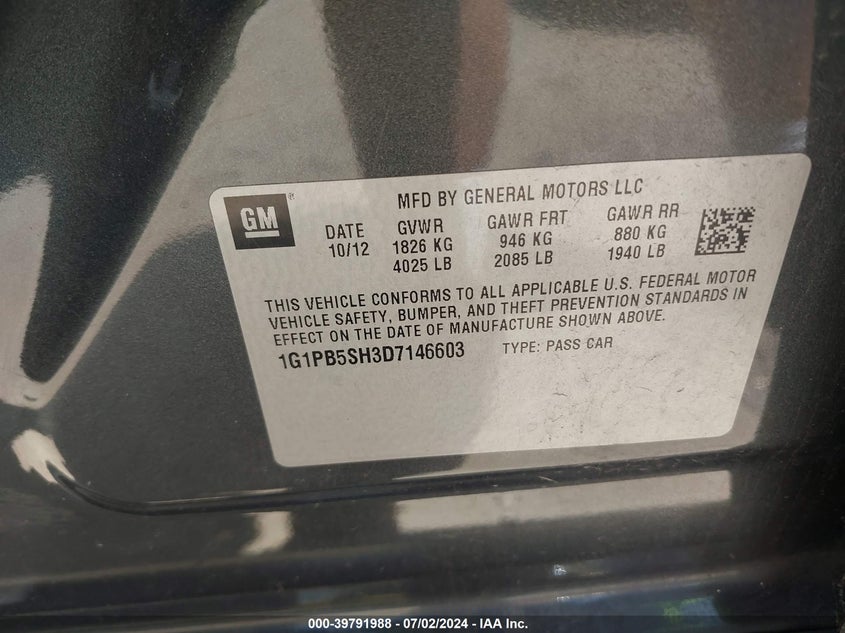 GM
MFD BY GENERAL MOTORS LLC
DATE GVWR GAWR FRT GAWR RR
10/12 1826 KG 946 KG 880 KG
4025 LB 2085 LB 1940 LB
THIS VEHICLE CONFORMS TO ALL APPLICABLE U.S. FEDERAL MOTOR
VEHICLE SAFETY, BUMPER, AND THEFT PREVENTION STANDARDS IN
EFFECT ON THE DATE OF MANUFACTURE SHOWN ABOVE.
1G1PB5SH3D7146603 TYPE: PASS CAR
000-39791988 - 07/02/2024 - IAA Inc.